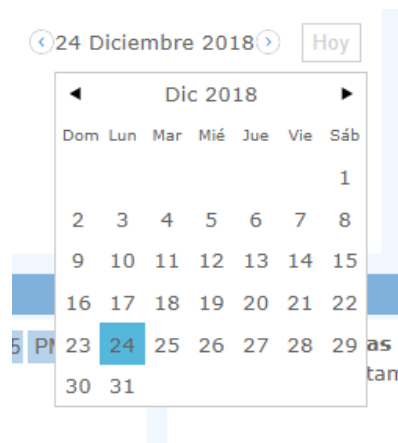 24 Diciembre 2018 Hoy
Dic 2018
Dom Lun Mar Mié Jue Vie Sáb
1
2 3 4 5 6 7 8
9 10 11 12 13 14 15
16 17 18 19 20 21 22
23 24 25 26 27 28 29
30 31